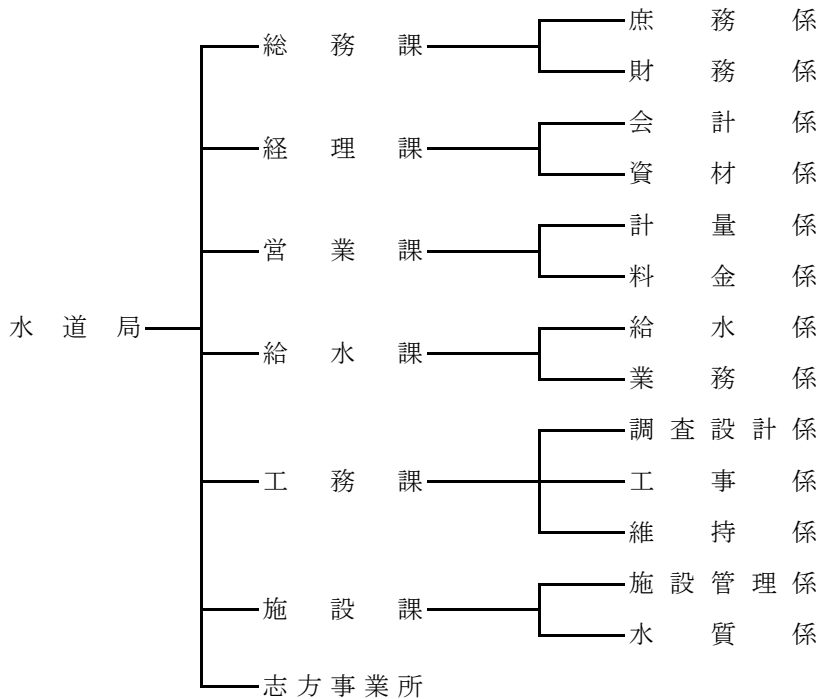 水道局
総務課
庶務係
財務係
経理課
会計係
資材係
営業課
計量係
料金係
給水課
給水係
業務係
工務課
調査設計係
工事係
維持係
施設課
施設管理係
水質係
志方事業所